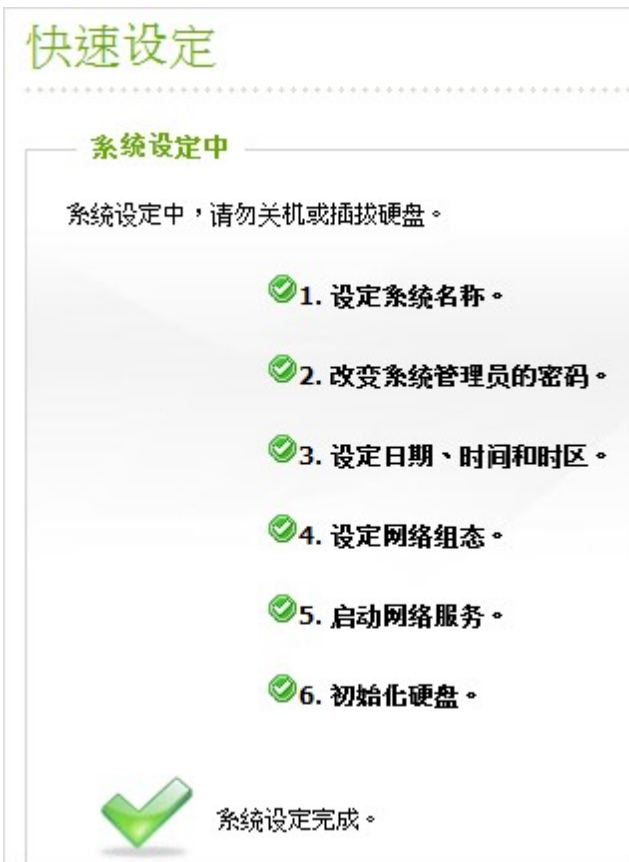 快速设定
系统设定中
系统设定中，请勿关机或插拔硬盘。
1. 设定系统名称。
2. 改变系统管理员的密码。
3. 设定日期、时间和时区。
4. 设定网络组态。
5. 启动网络服务。
6. 初始化硬盘。
系统设定完成。